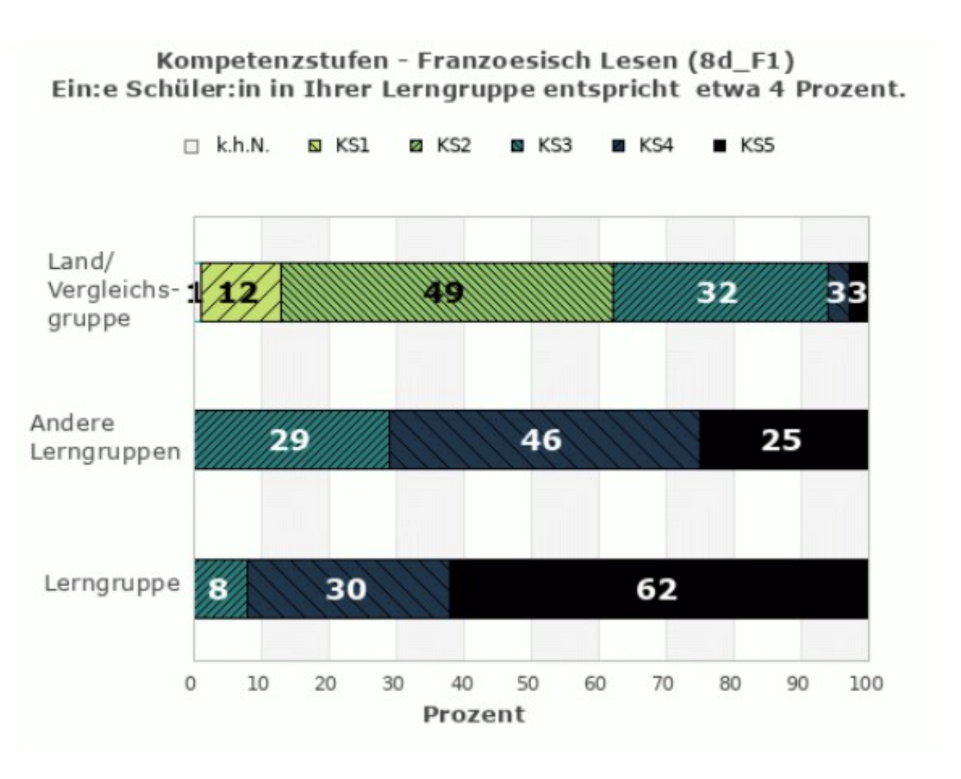 Kompetenzstufen - Franzoesisch Lesen (8d_F1)
Ein:e Schüler:in in Ihrer Lerngruppe entspricht etwa 4 Prozent.
k.h.N. KS1 KS2 KS3 KS4 KS5
Land/
Vergleichs-
gruppe
1 12 49 32 3 3
Andere
Lerngruppen
29 46 25
Lerngruppe
8 30 62
0 10 20 30 40 50 60 70 80 90 100
Prozent